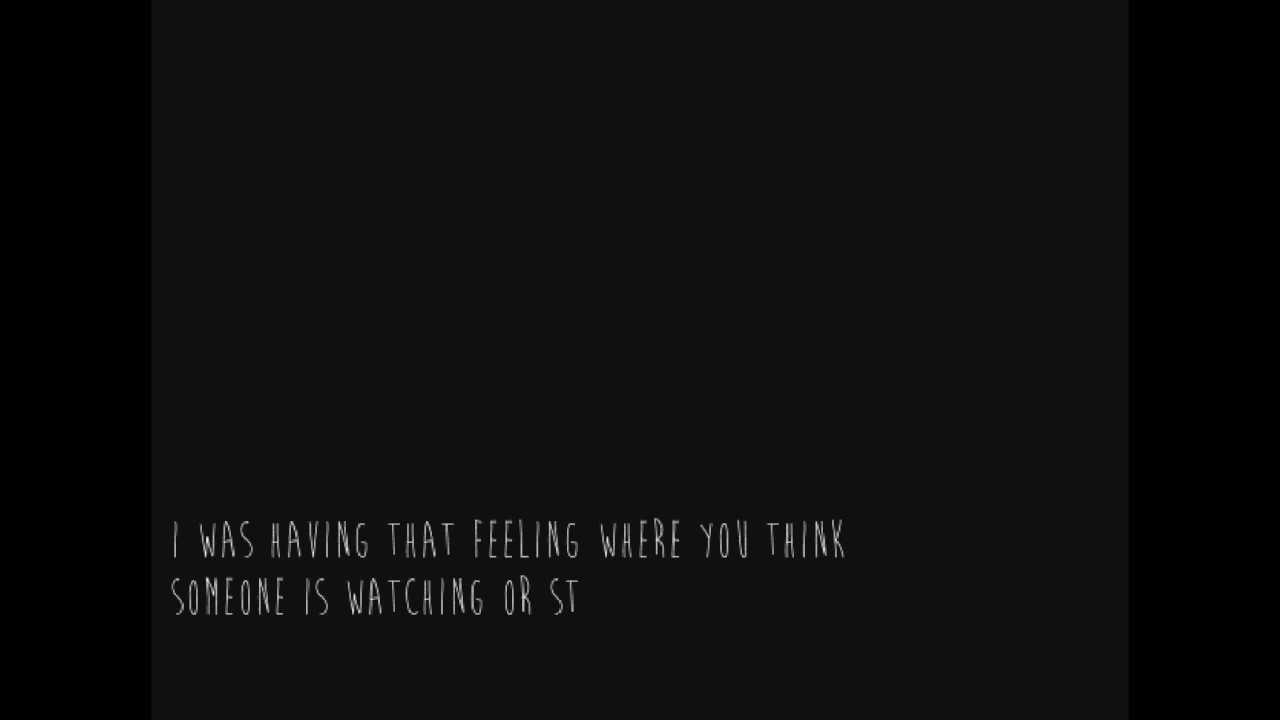 I WAS HAVING THAT FEELING WHERE YOU THINK
SOMEONE IS WATCHING OR ST